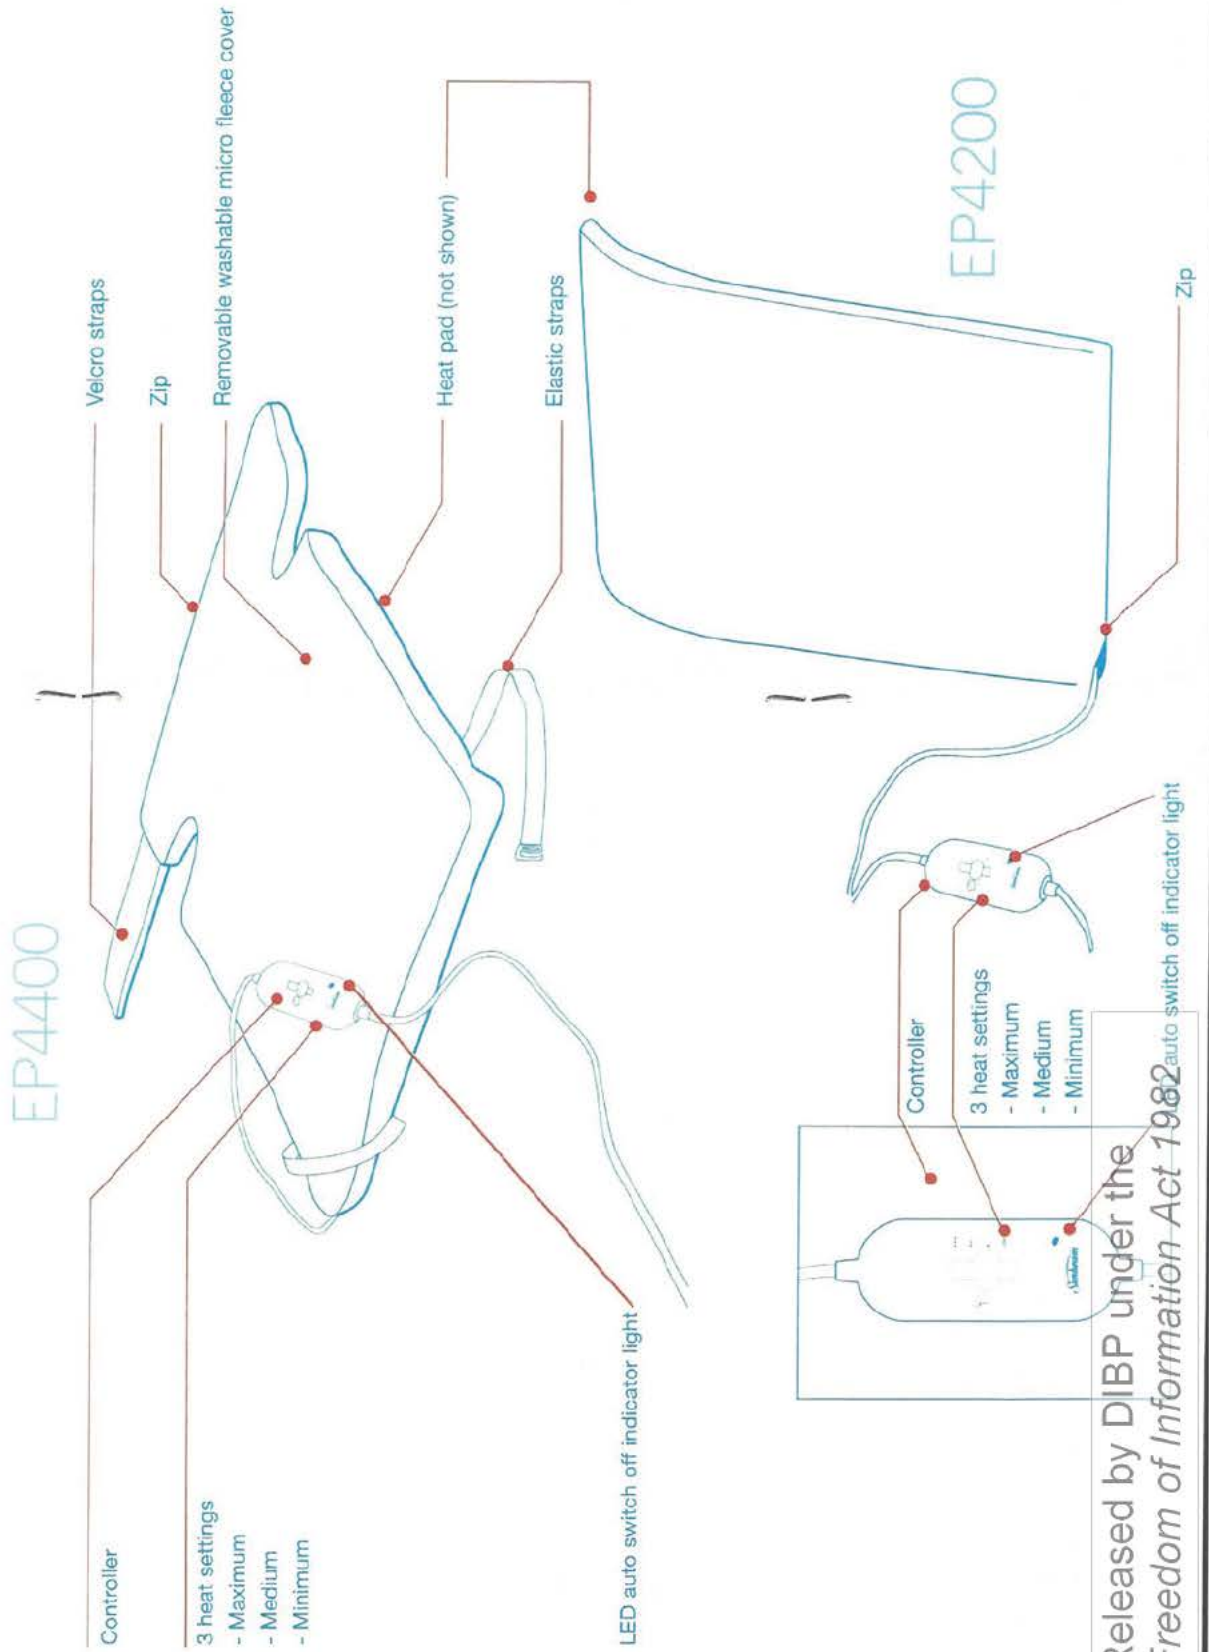 EP4400
Controller
3 heat settings
- Maximum
- Medium
- Minimum
LED auto switch off indicator light
Velcro straps
Zip
Removable washable micro fleece cover
Heat pad (not shown)
Elastic straps
EP4200
Controller
3 heat settings
- Maximum
- Medium
- Minimum
auto switch off indicator light
Zip
Sunbeam
Released by DIBP under the
Freedom of Information Act 1982